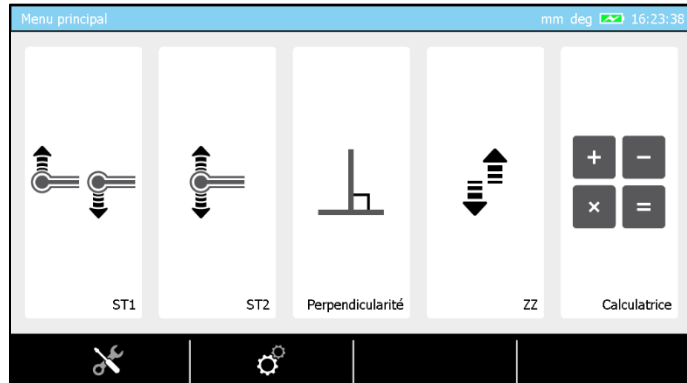 Menu principal
mm deg 16:23:38
+ −
× =
ST1
ST2
Perpendicularité
ZZ
Calculatrice